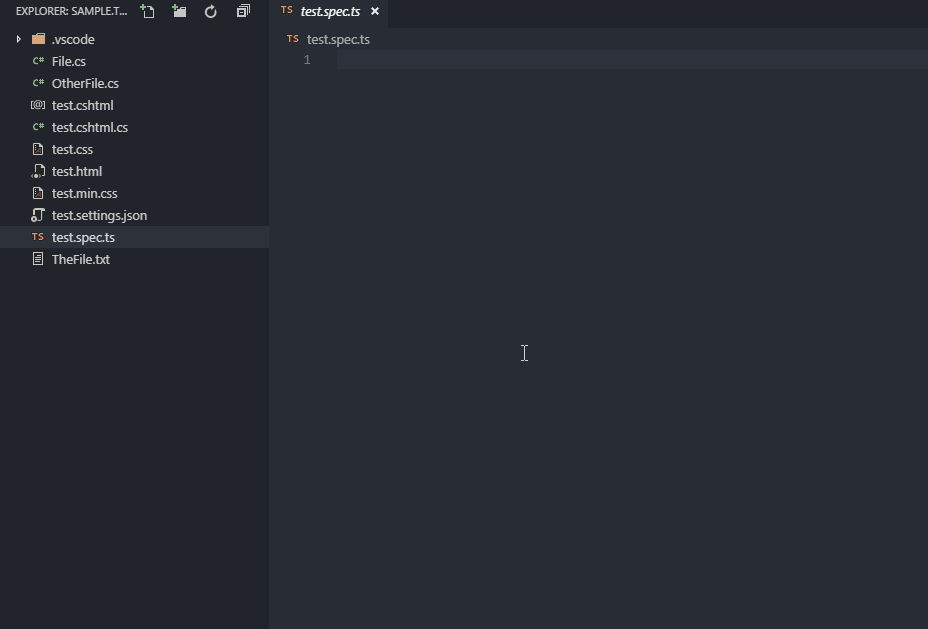 EXPLORER: SAMPLE.T...
.vscode
C# File.cs
C# OtherFile.cs
[@] test.cshtml
C# test.cshtml.cs
test.css
test.html
test.min.css
test.settings.json
TS test.spec.ts
TheFile.txt
TS test.spec.ts ×
TS test.spec.ts
1